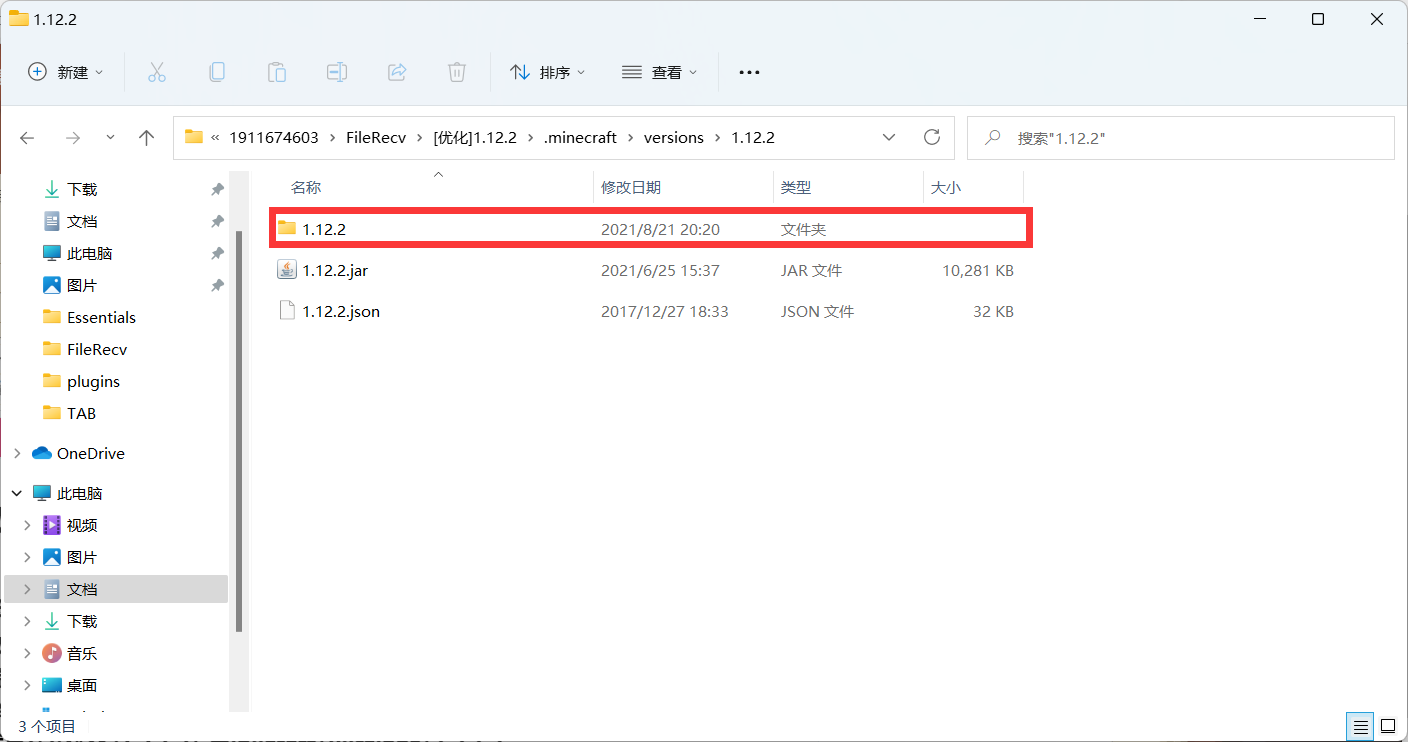 1.12.2
新建
排序
查看
« 1911674603 › FileRecv › [优化]1.12.2 › .minecraft › versions › 1.12.2
搜索"1.12.2"
名称 修改日期 类型 大小
1.12.2 2021/8/21 20:20 文件夹
1.12.2.jar 2021/6/25 15:37 JAR 文件 10,281 KB
1.12.2.json 2017/12/27 18:33 JSON 文件 32 KB
下载
文档
此电脑
图片
Essentials
FileRecv
plugins
TAB
OneDrive
此电脑
视频
图片
文档
下载
音乐
桌面
3 个项目